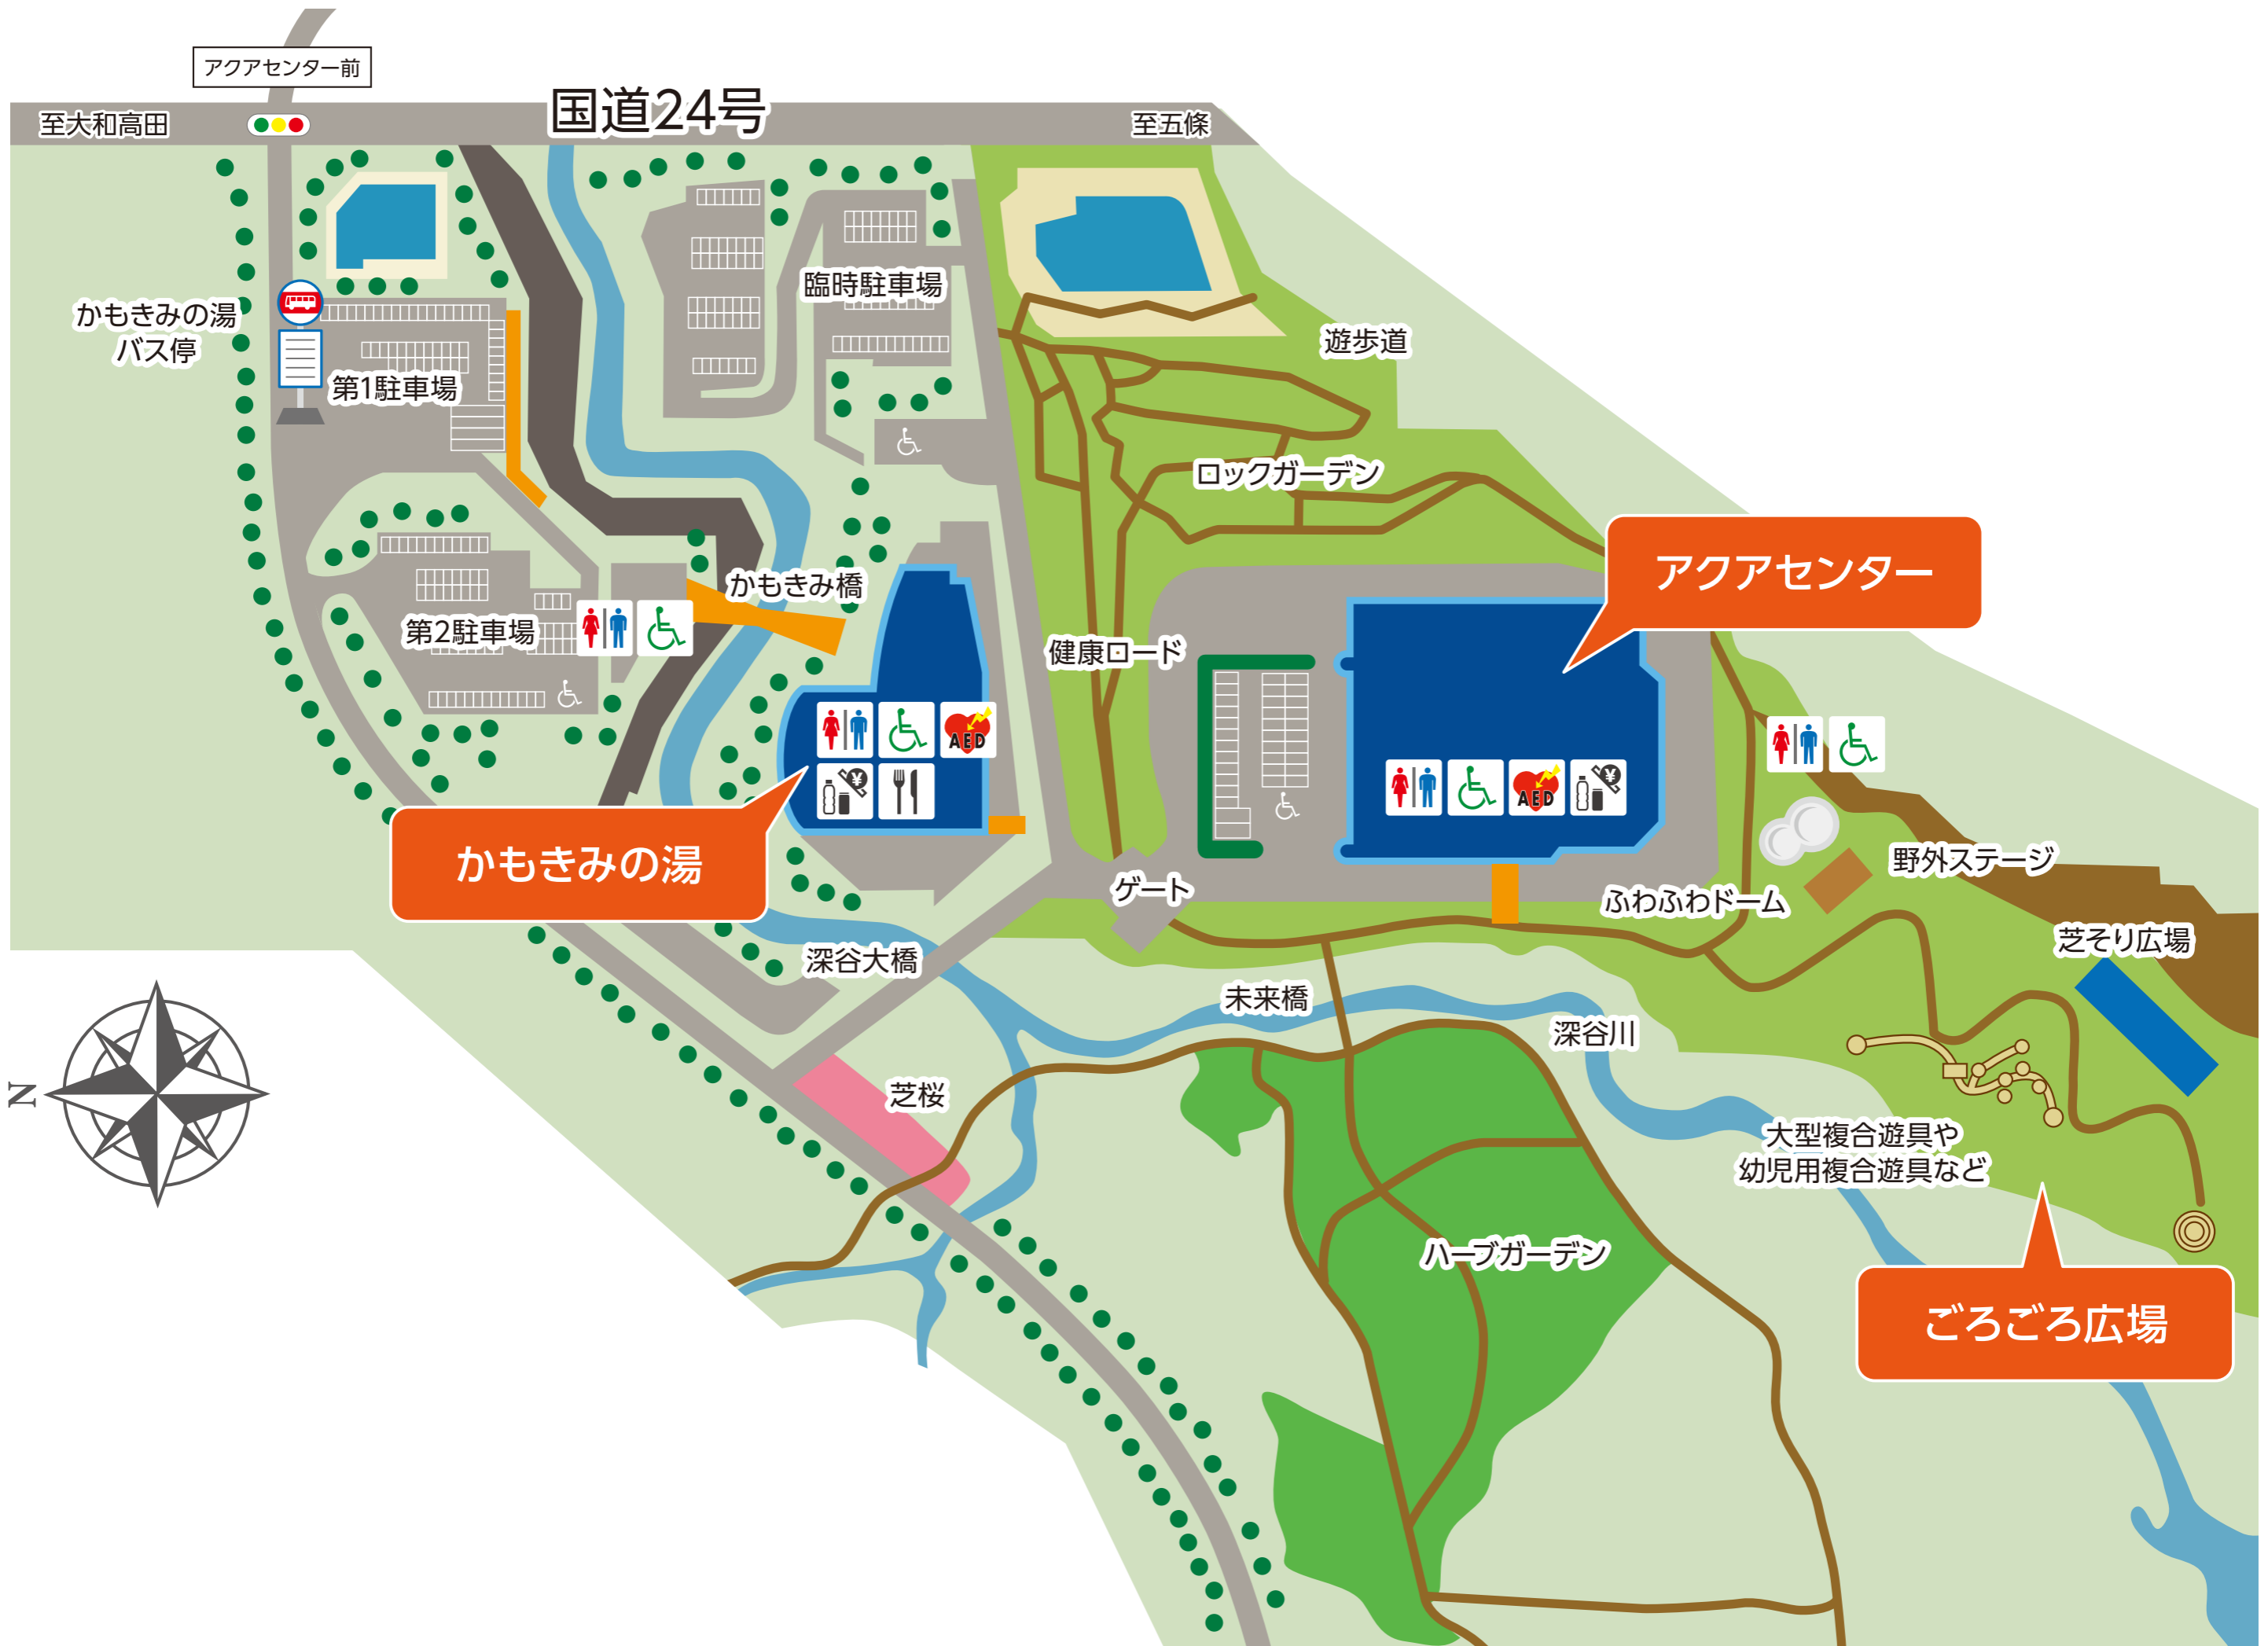 アクアセンター前
国道24号
至大和高田
至五條
かもきみの湯
バス停
第1駐車場
臨時駐車場
遊歩道
ロックガーデン
アクアセンター
かもきみ橋
第2駐車場
健康ロード
AED
AED
かもきみの湯
ゲート
野外ステージ
ふわふわドーム
芝そり広場
深谷大橋
未来橋
深谷川
N
芝桜
大型複合遊具や
幼児用複合遊具など
ハーブガーデン
ごろごろ広場